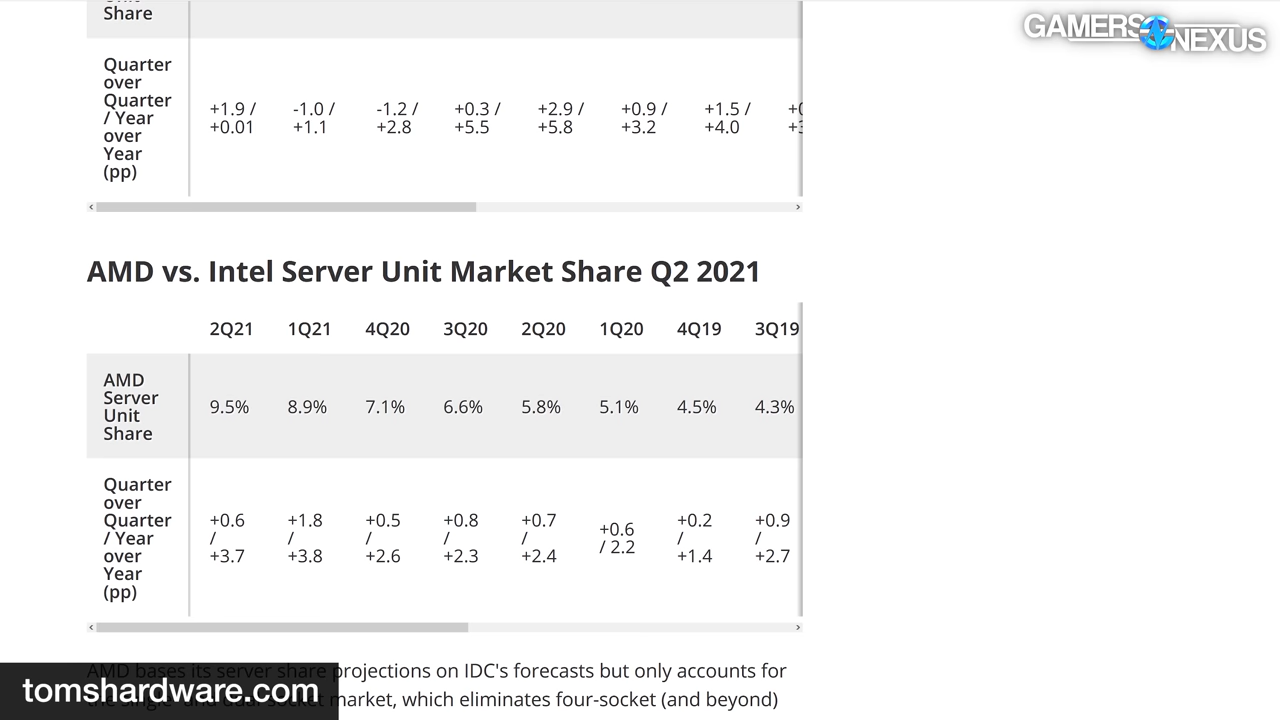 Share
GAMERS NEXUS
Quarter
over
Quarter
/ Year
over
Year
(pp)
+1.9 / -1.0 / -1.2 / +0.3 / +2.9 / +0.9 / +1.5 /
+0.01 +1.1 +2.8 +5.5 +5.8 +3.2 +4.0
AMD vs. Intel Server Unit Market Share Q2 2021
2Q21 1Q21 4Q20 3Q20 2Q20 1Q20 4Q19 3Q19
AMD
Server
Unit
Share
9.5% 8.9% 7.1% 6.6% 5.8% 5.1% 4.5% 4.3%
Quarter
over
Quarter
/ Year
over
Year
(pp)
+0.6 / +3.7 +1.8 / +3.8 +0.5 / +2.6 +0.8 / +2.3 +0.7 / +2.4 +0.6 / 2.2 +0.2 / +1.4 +0.9 / +2.7
AMD bases its server share projections on IDC's forecasts but only accounts for
the single- and dual-socket market, which eliminates four-socket (and beyond)
tomshardware.com